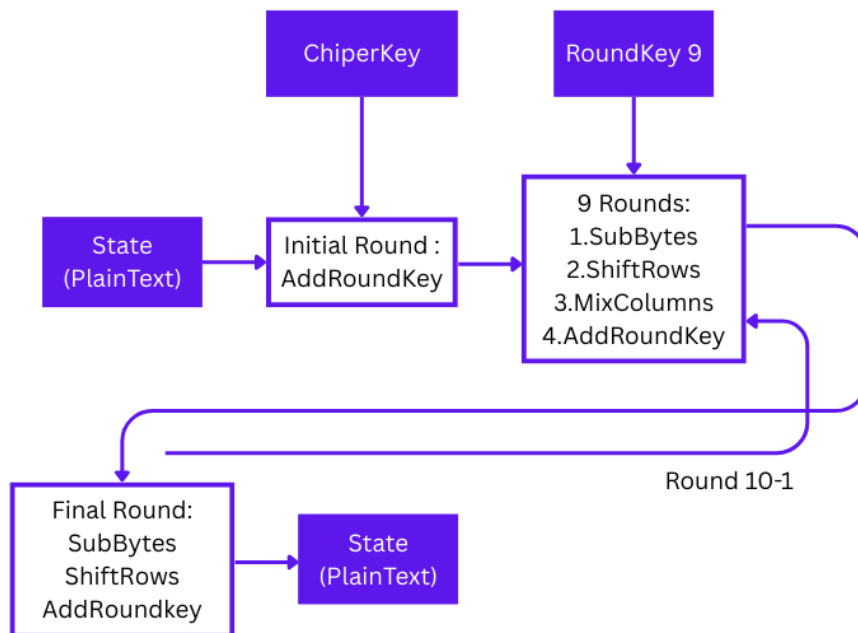 ChiperKey
RoundKey 9
State
(PlainText)
Initial Round :
AddRoundKey
9 Rounds:
1.SubBytes
2.ShiftRows
3.MixColumns
4.AddRoundKey
Round 10-1
Final Round:
SubBytes
ShiftRows
AddRoundkey
State
(PlainText)